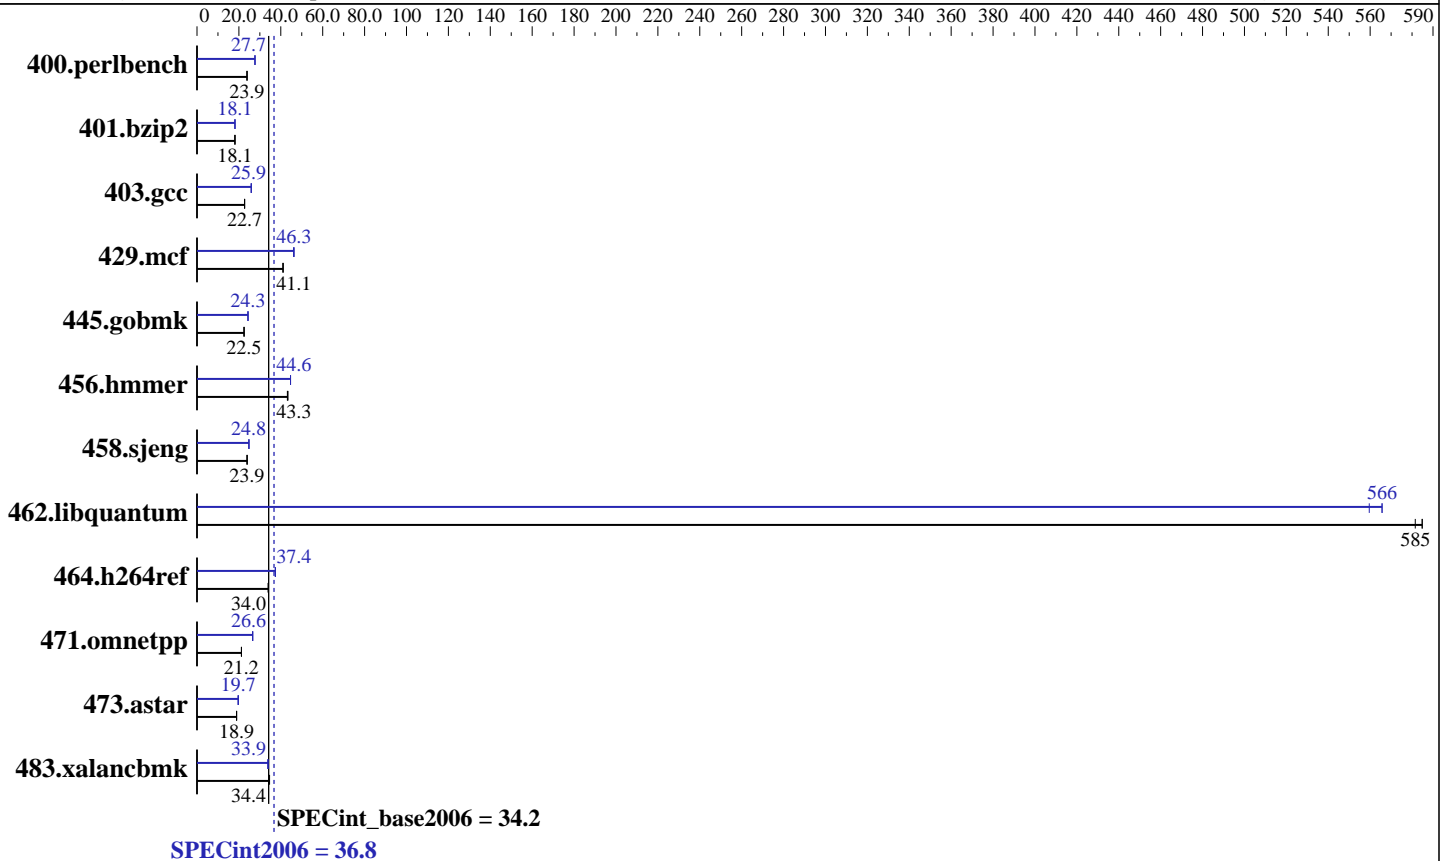 0 20.0 40.0 60.0 80.0 100 120 140 160 180 200 220 240 260 280 300 320 340 360 380 400 420 440 460 480 500 520 540 560 590
27.7
400.perlbench
23.9
18.1
401.bzip2
18.1
25.9
403.gcc
22.7
46.3
429.mcf
41.1
24.3
445.gobmk
22.5
44.6
456.hmmer
43.3
24.8
458.sjeng
23.9
566
462.libquantum
585
37.4
464.h264ref
34.0
26.6
471.omnetpp
21.2
19.7
473.astar
18.9
33.9
483.xalancbmk
34.4
SPECint_base2006 = 34.2
SPECint2006 = 36.8